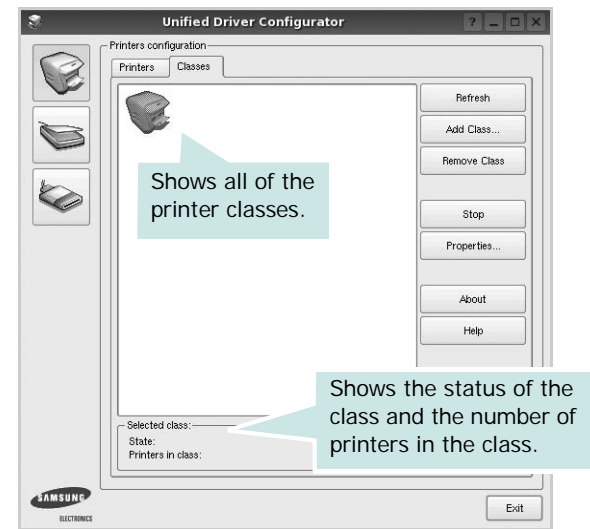 Unified Driver Configurator
Printers configuration
Printers Classes
Refresh
Add Class...
Remove Class
Shows all of the
printer classes.
Stop
Properties...
About
Help
Shows the status of the
class and the number of
printers in the class.
Selected class:
State:
Printers in class:
SAMSUNG
ELECTRONICS
Exit